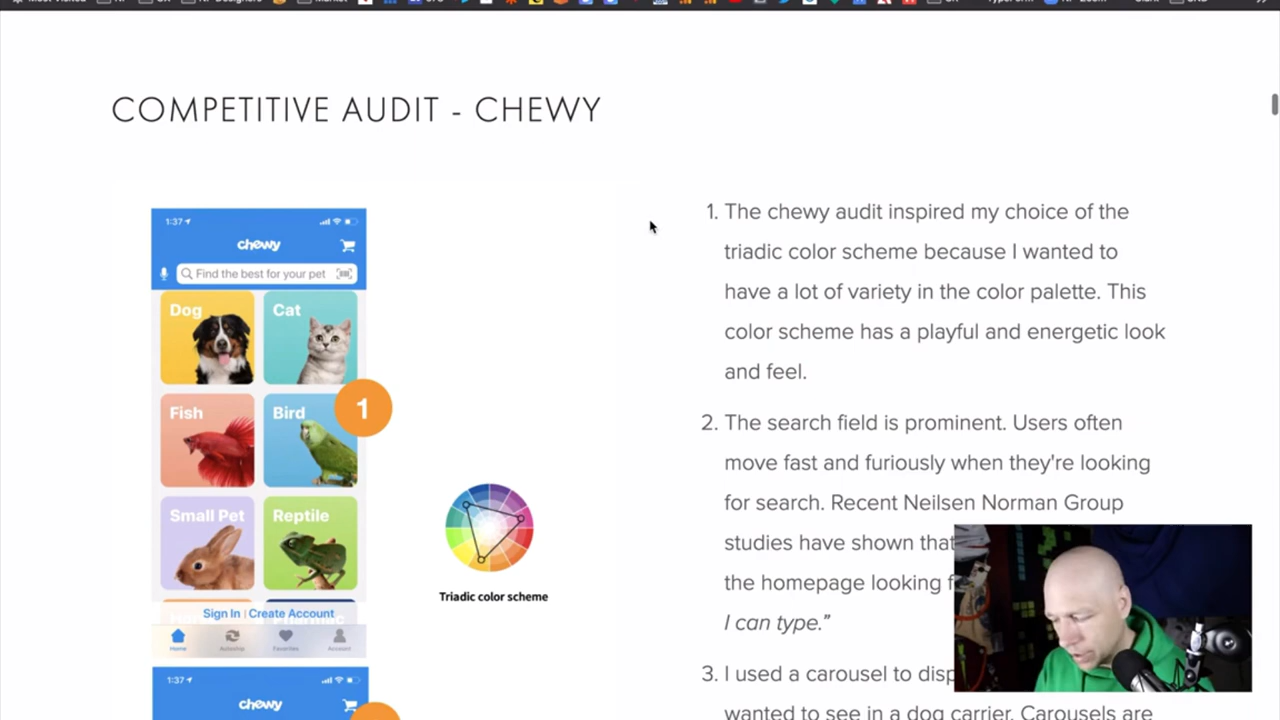 COMPETITIVE AUDIT - CHEWY
1:37
chewy
Find the best for your pet
Dog
Cat
Fish
Bird
1
Small Pet
Reptile
Sign In | Create Account
Home
Autoship
Favorites
Account
1:37
chewy
Triadic color scheme
1. The chewy audit inspired my choice of the
triadic color scheme because I wanted to
have a lot of variety in the color palette. This
color scheme has a playful and energetic look
and feel.
2. The search field is prominent. Users often
move fast and furiously when they're looking
for search. Recent Neilsen Norman Group
studies have shown that
the homepage looking
I can type.”
3. I used a carousel to
wanted to see in a dog carrier. Carousels are